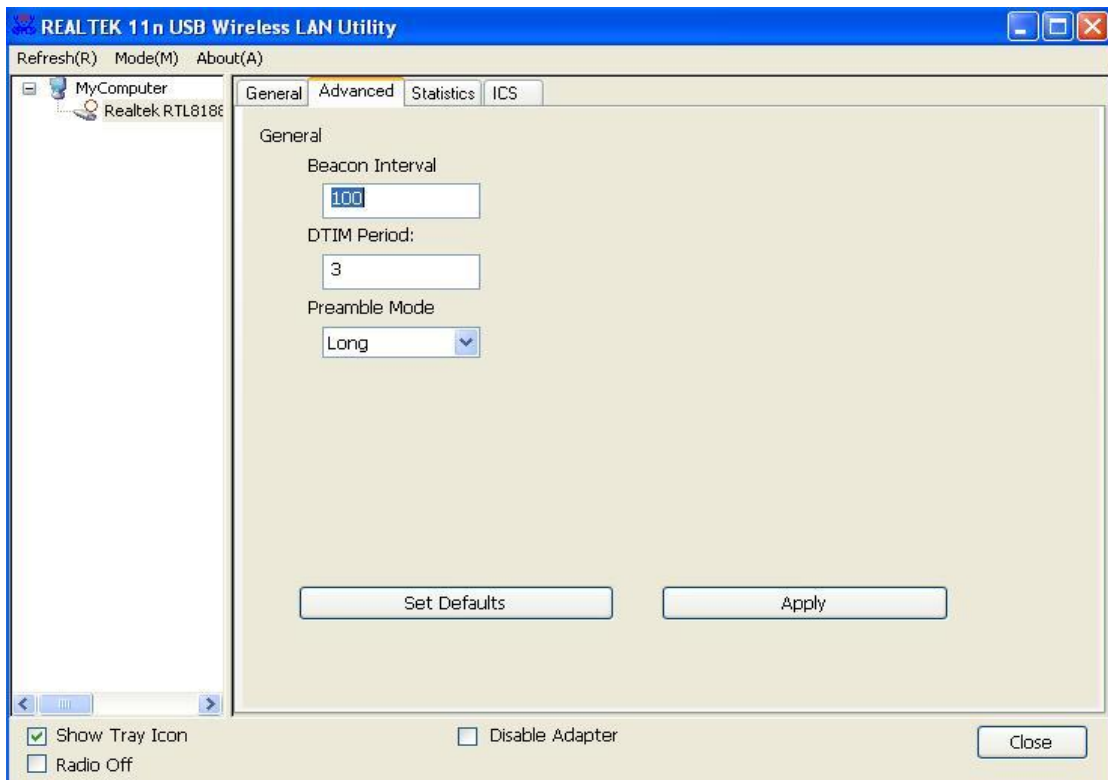 REALTEK 11n USB Wireless LAN Utility
Refresh(R) Mode(M) About(A)
MyComputer
Realtek RTL8188
General Advanced Statistics ICS
General
Beacon Interval
100
DTIM Period:
3
Preamble Mode
Long
Set Defaults Apply
Show Tray Icon Disable Adapter Close
Radio Off